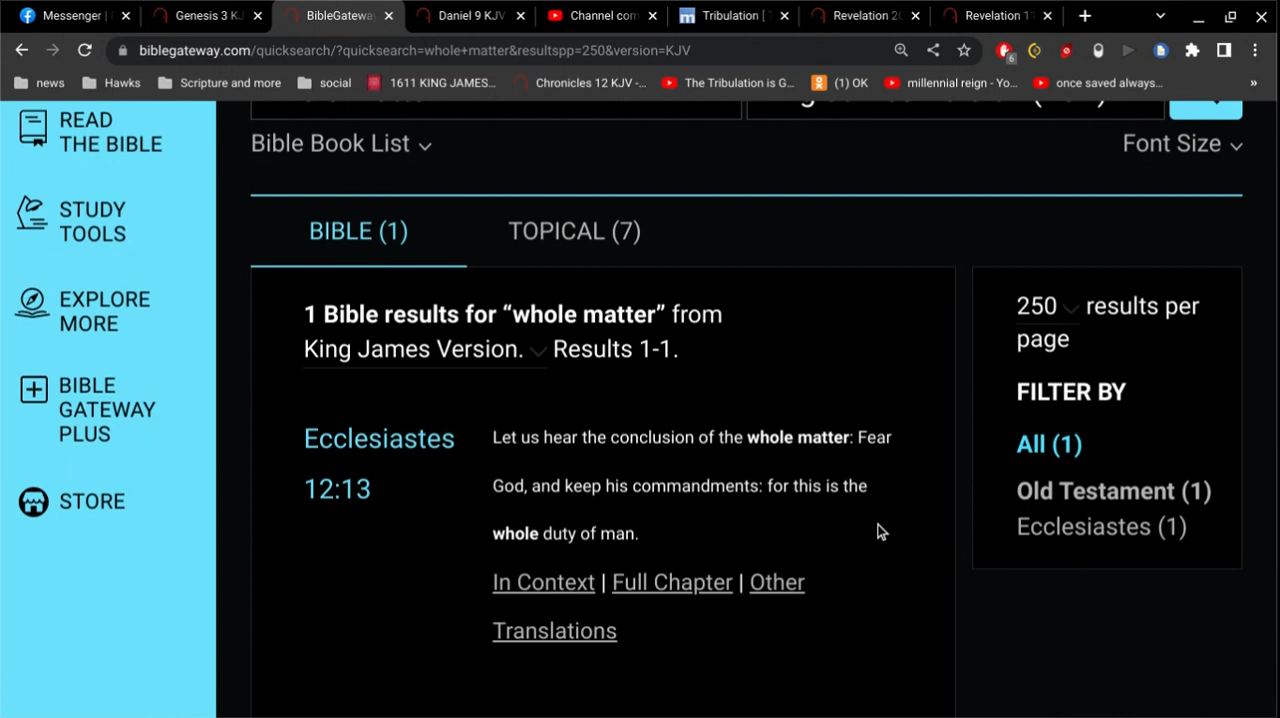 Messenger |
Genesis 3 KJ
BibleGateway
Daniel 9 KJV
Channel com
Tribulation [
Revelation 20
Revelation 11
biblegateway.com/quicksearch/?quicksearch=whole+matter&resultspp=250&version=KJV
6
news
Hawks
Scripture and more
social
1611 KING JAMES...
Chronicles 12 KJV -...
The Tribulation is G...
(1) OK
millennial reign - Yo...
once saved always...
»
READ
THE BIBLE
STUDY
TOOLS
EXPLORE
MORE
BIBLE
GATEWAY
PLUS
STORE
Bible Book List
Font Size
BIBLE (1)
TOPICAL (7)
1 Bible results for “whole matter” from
King James Version. Results 1-1.
Ecclesiastes
12:13
Let us hear the conclusion of the whole matter: Fear
God, and keep his commandments: for this is the
whole duty of man.
In Context | Full Chapter | Other
Translations
250 results per
page
FILTER BY
All (1)
Old Testament (1)
Ecclesiastes (1)